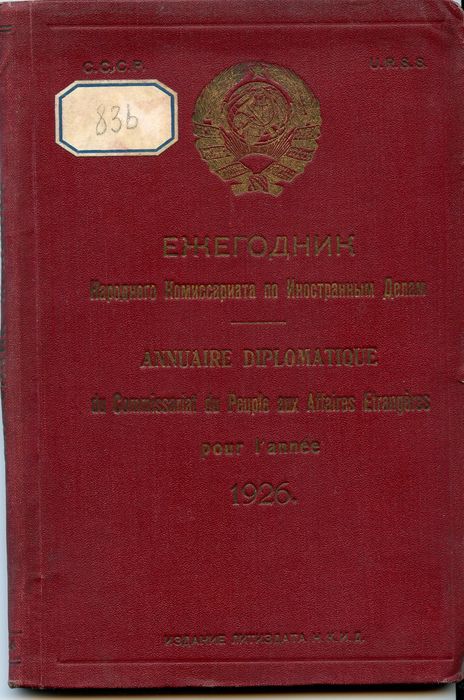 С.С.С.Р.
U.R.S.S.
83b
ЕЖЕГОДНИК
Народного Комиссариата по Иностранным Делам
ANNUAIRE DIPLOMATIQUE
du Commissariat du Peuple aux Affaires Etrangères
pour l'année
1926.
ИЗДАНИЕ ЛИТИЗДАТА Н.К.И.Д.